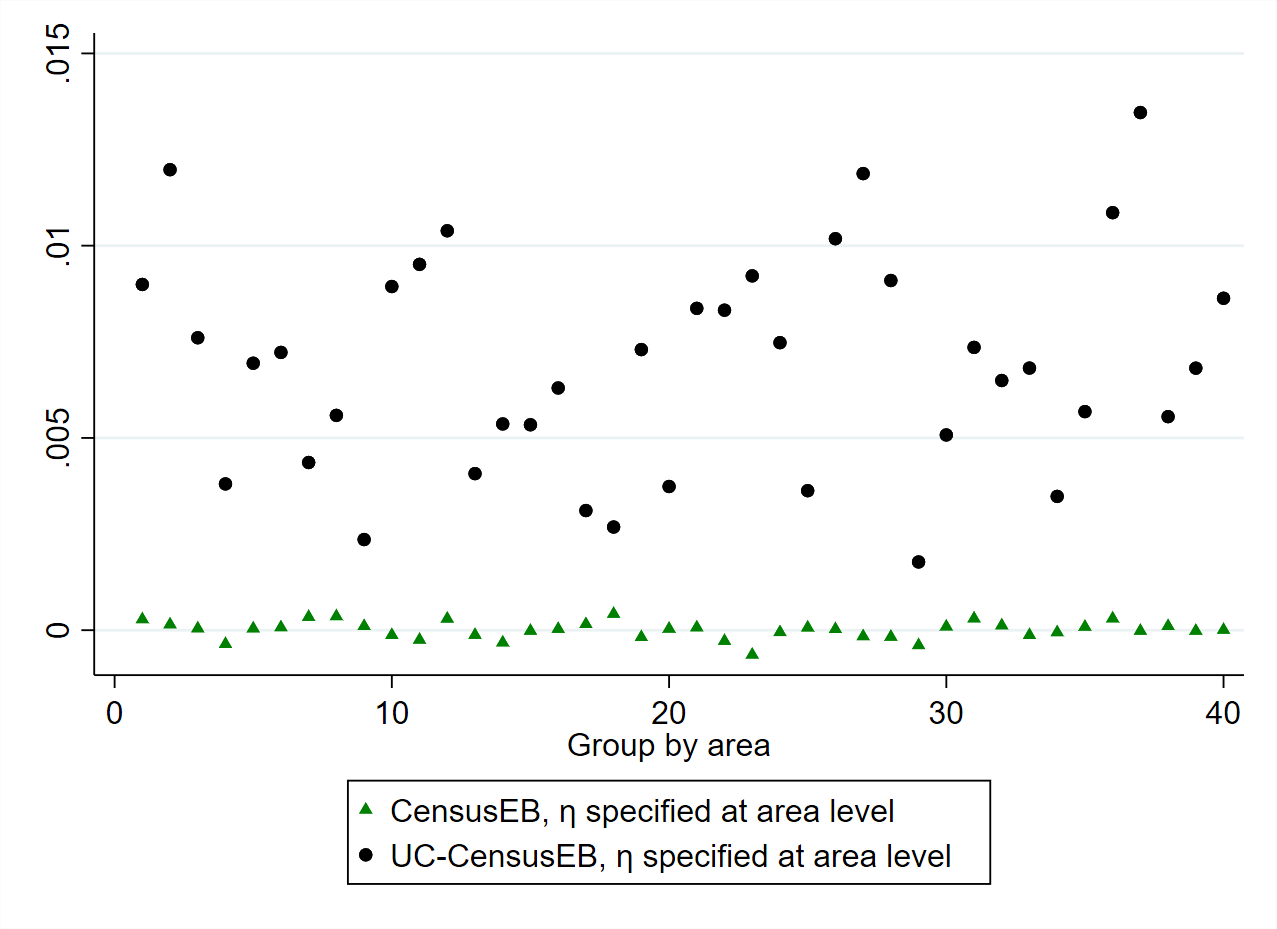 .015
.01
.005
0
0 10 20 30 40
Group by area
CensusEB, η specified at area level
UC-CensusEB, η specified at area level